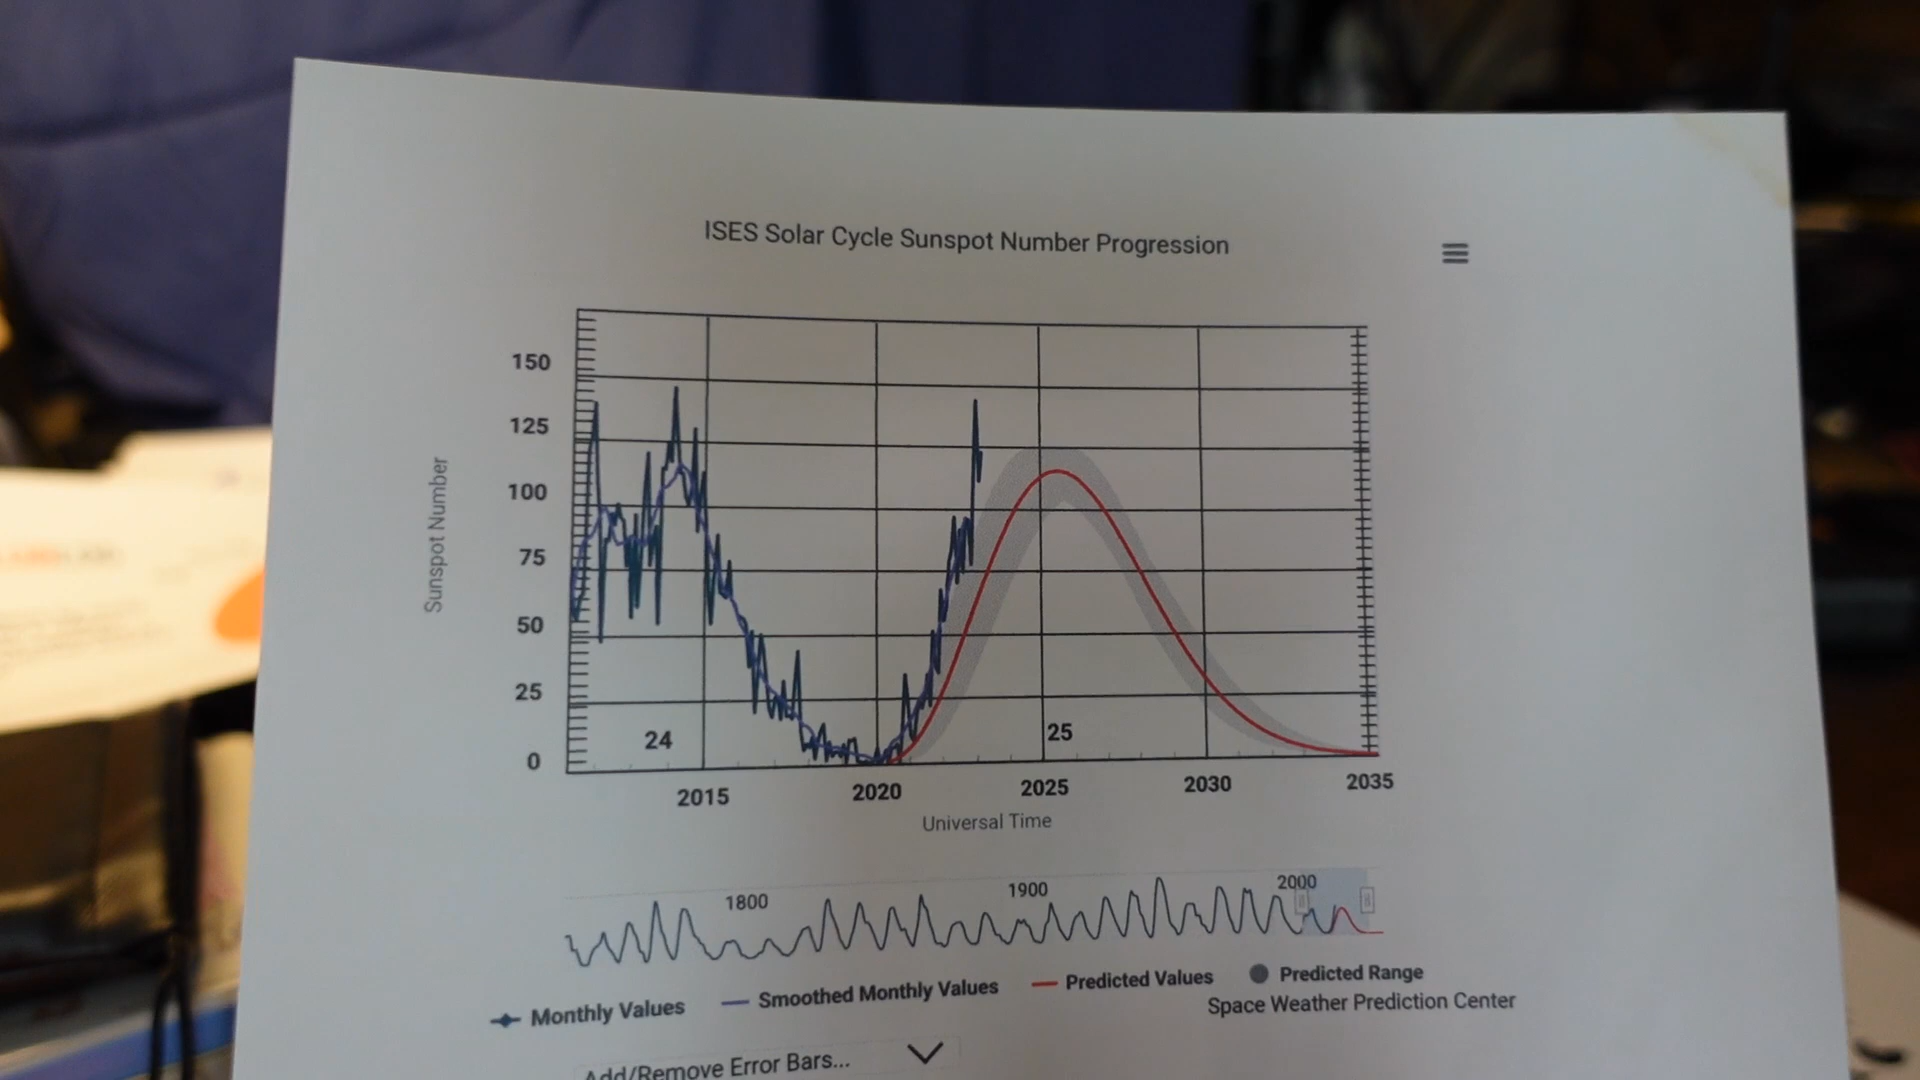 ISES Solar Cycle Sunspot Number Progression
150
125
100
75
50
25
0
Sunspot Number
24
25
2015 2020 2025 2030 2035
Universal Time
1800 1900 2000
Monthly Values Smoothed Monthly Values Predicted Values Predicted Range
Space Weather Prediction Center
Add/Remove Error Bars...